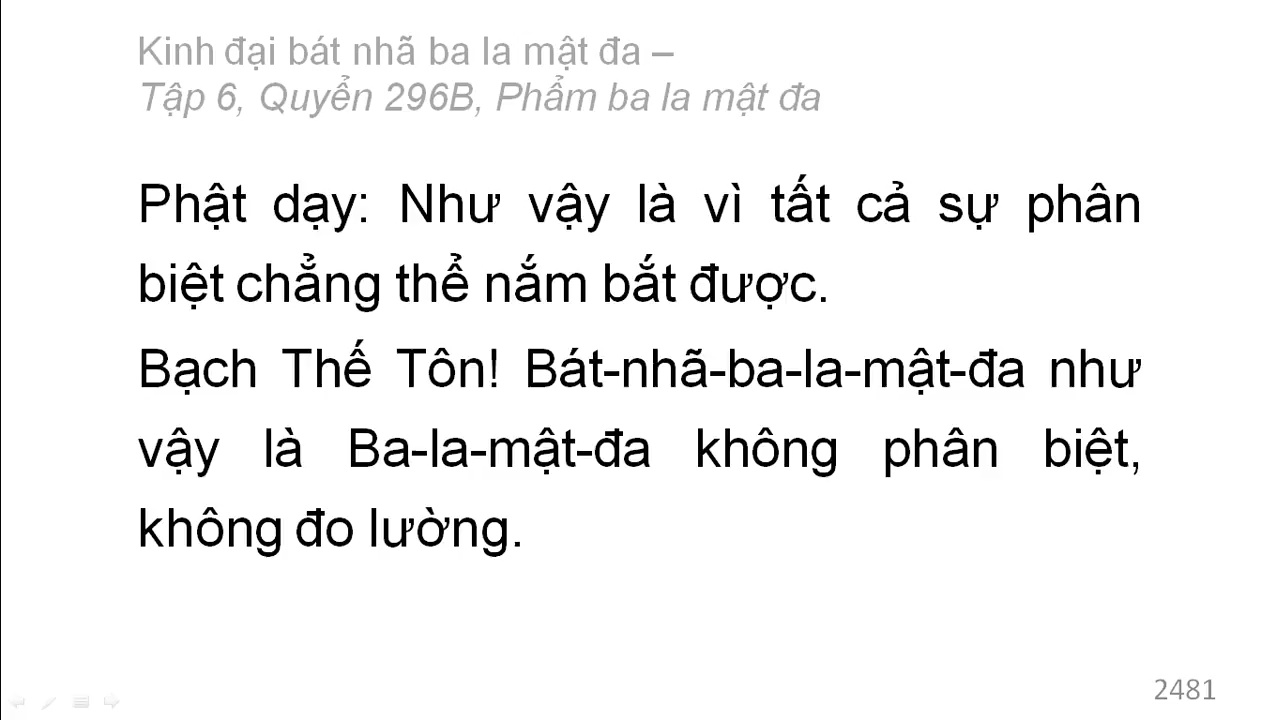 Kinh đại bát nhã ba la mật đa –
Tập 6, Quyển 296B, Phẩm ba la mật đa
Phật dạy: Như vậy là vì tất cả sự phân
biệt chẳng thể nắm bắt được.
Bạch Thế Tôn! Bát-nhã-ba-la-mật-đa như
vậy là Ba-la-mật-đa không phân biệt,
không đo lường.
2481